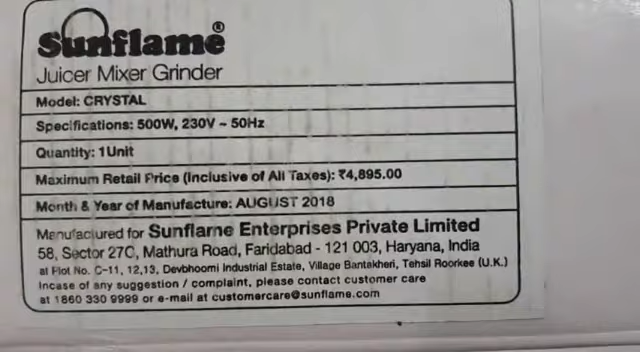 Sunflame®
Juicer Mixer Grinder
Model: CRYSTAL
Specifications: 500W, 230V ~ 50Hz
Quantity: 1Unit
Maximum Retail Price (Inclusive of All Taxes): ₹4,895.00
Month & Year of Manufacture: AUGUST 2018
Manufactured for Sunflame Enterprises Private Limited
58, Sector 27C, Mathura Road, Faridabad - 121 003, Haryana, India
at Plot No. C-11, 12,13, Devbhoomi Industrial Estate, Village Bantakheri, Tehsil Roorkee (U.K.)
Incase of any suggestion / complaint, please contact customer care
at 1860 330 9999 or e-mail at customercare@sunflame.com